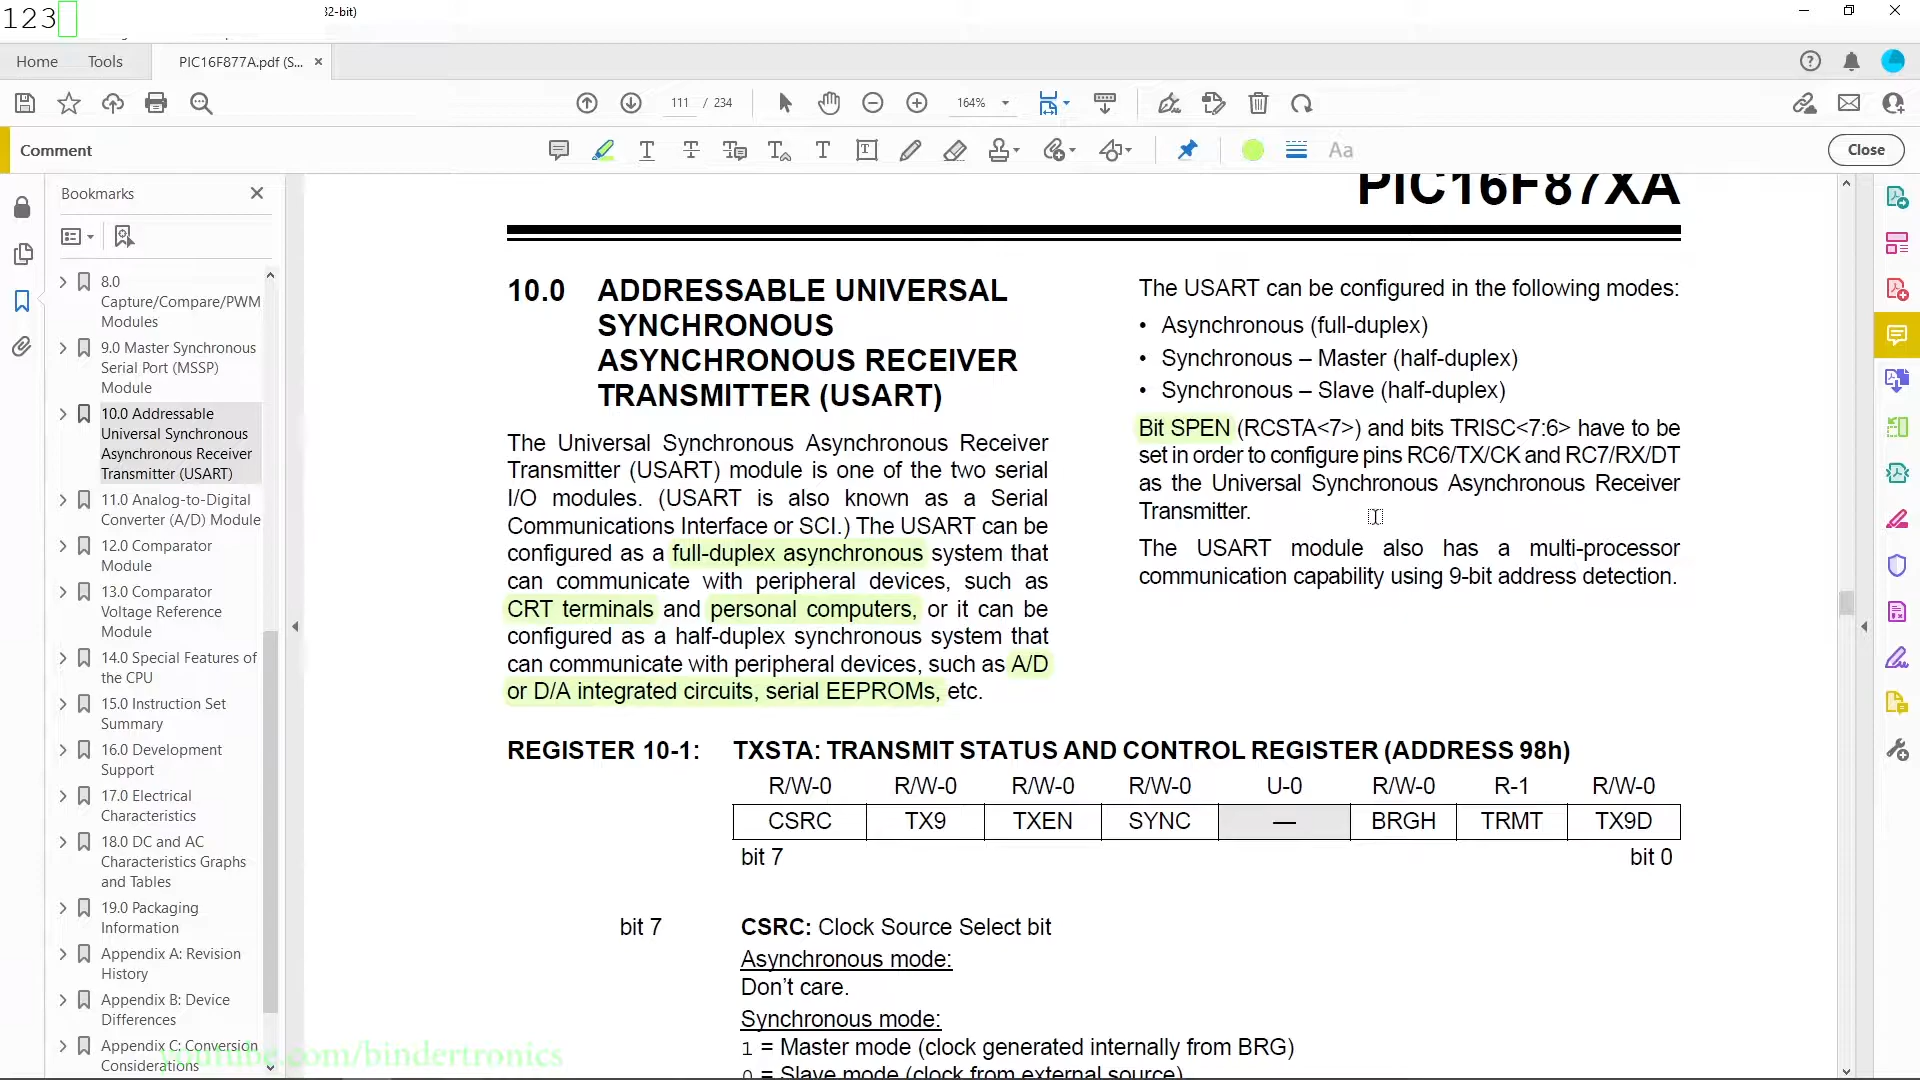 123
32-bit)
Home
Tools
PIC16F877A.pdf (S...
111 / 234
164%
Comment
Aa
Close
Bookmarks
8.0
Capture/Compare/PWM
Modules
9.0 Master Synchronous
Serial Port (MSSP)
Module
10.0 Addressable
Universal Synchronous
Asynchronous Receiver
Transmitter (USART)
11.0 Analog-to-Digital
Converter (A/D) Module
12.0 Comparator
Module
13.0 Comparator
Voltage Reference
Module
14.0 Special Features of
the CPU
15.0 Instruction Set
Summary
16.0 Development
Support
17.0 Electrical
Characteristics
18.0 DC and AC
Characteristics Graphs
and Tables
19.0 Packaging
Information
Appendix A: Revision
History
Appendix B: Device
Differences
Appendix C: Conversion
Considerations
youtube.com/bindertronics
PIC16F87XA
10.0 ADDRESSABLE UNIVERSAL
SYNCHRONOUS
ASYNCHRONOUS RECEIVER
TRANSMITTER (USART)
The Universal Synchronous Asynchronous Receiver
Transmitter (USART) module is one of the two serial
I/O modules. (USART is also known as a Serial
Communications Interface or SCI.) The USART can be
configured as a full-duplex asynchronous system that
can communicate with peripheral devices, such as
CRT terminals and personal computers, or it can be
configured as a half-duplex synchronous system that
can communicate with peripheral devices, such as A/D
or D/A integrated circuits, serial EEPROMs, etc.
The USART can be configured in the following modes:
• Asynchronous (full-duplex)
• Synchronous – Master (half-duplex)
• Synchronous – Slave (half-duplex)
Bit SPEN (RCSTA<7>) and bits TRISC<7:6> have to be
set in order to configure pins RC6/TX/CK and RC7/RX/DT
as the Universal Synchronous Asynchronous Receiver
Transmitter.
The USART module also has a multi-processor
communication capability using 9-bit address detection.
REGISTER 10-1: TXSTA: TRANSMIT STATUS AND CONTROL REGISTER (ADDRESS 98h)
R/W-0 R/W-0 R/W-0 R/W-0 U-0 R/W-0 R-1 R/W-0
CSRC TX9 TXEN SYNC — BRGH TRMT TX9D
bit 7 bit 0
bit 7 CSRC: Clock Source Select bit
Asynchronous mode:
Don't care.
Synchronous mode:
1 = Master mode (clock generated internally from BRG)
0 = Slave mode (clock from external source)